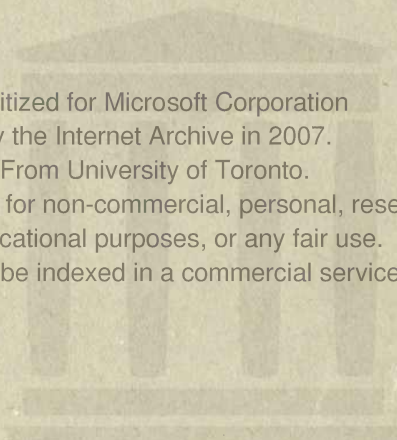 itized for Microsoft Corporation
y the Internet Archive in 2007.
From University of Toronto.
for non-commercial, personal, rese
cational purposes, or any fair use.
be indexed in a commercial service